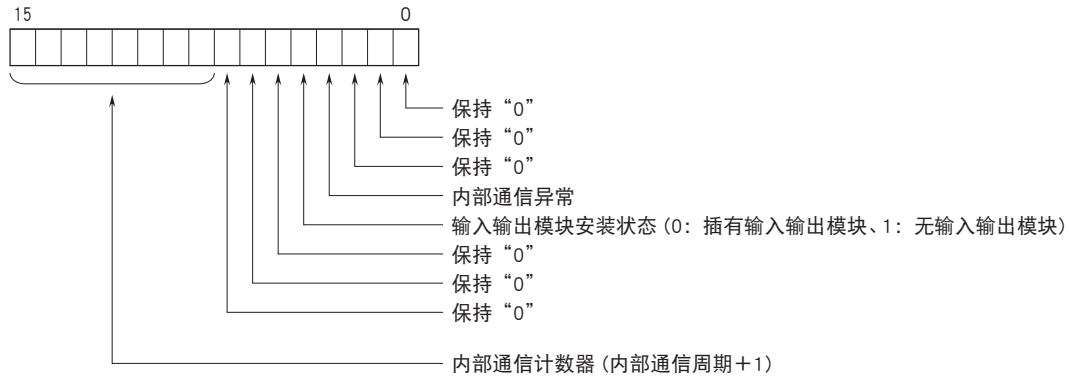 15 0
保持“0”
保持“0”
保持“0”
内部通信异常
输入输出模块安装状态(0：插有输入输出模块、1：无输入输出模块)
保持“0”
保持“0”
保持“0”
内部通信计数器(内部通信周期＋1)